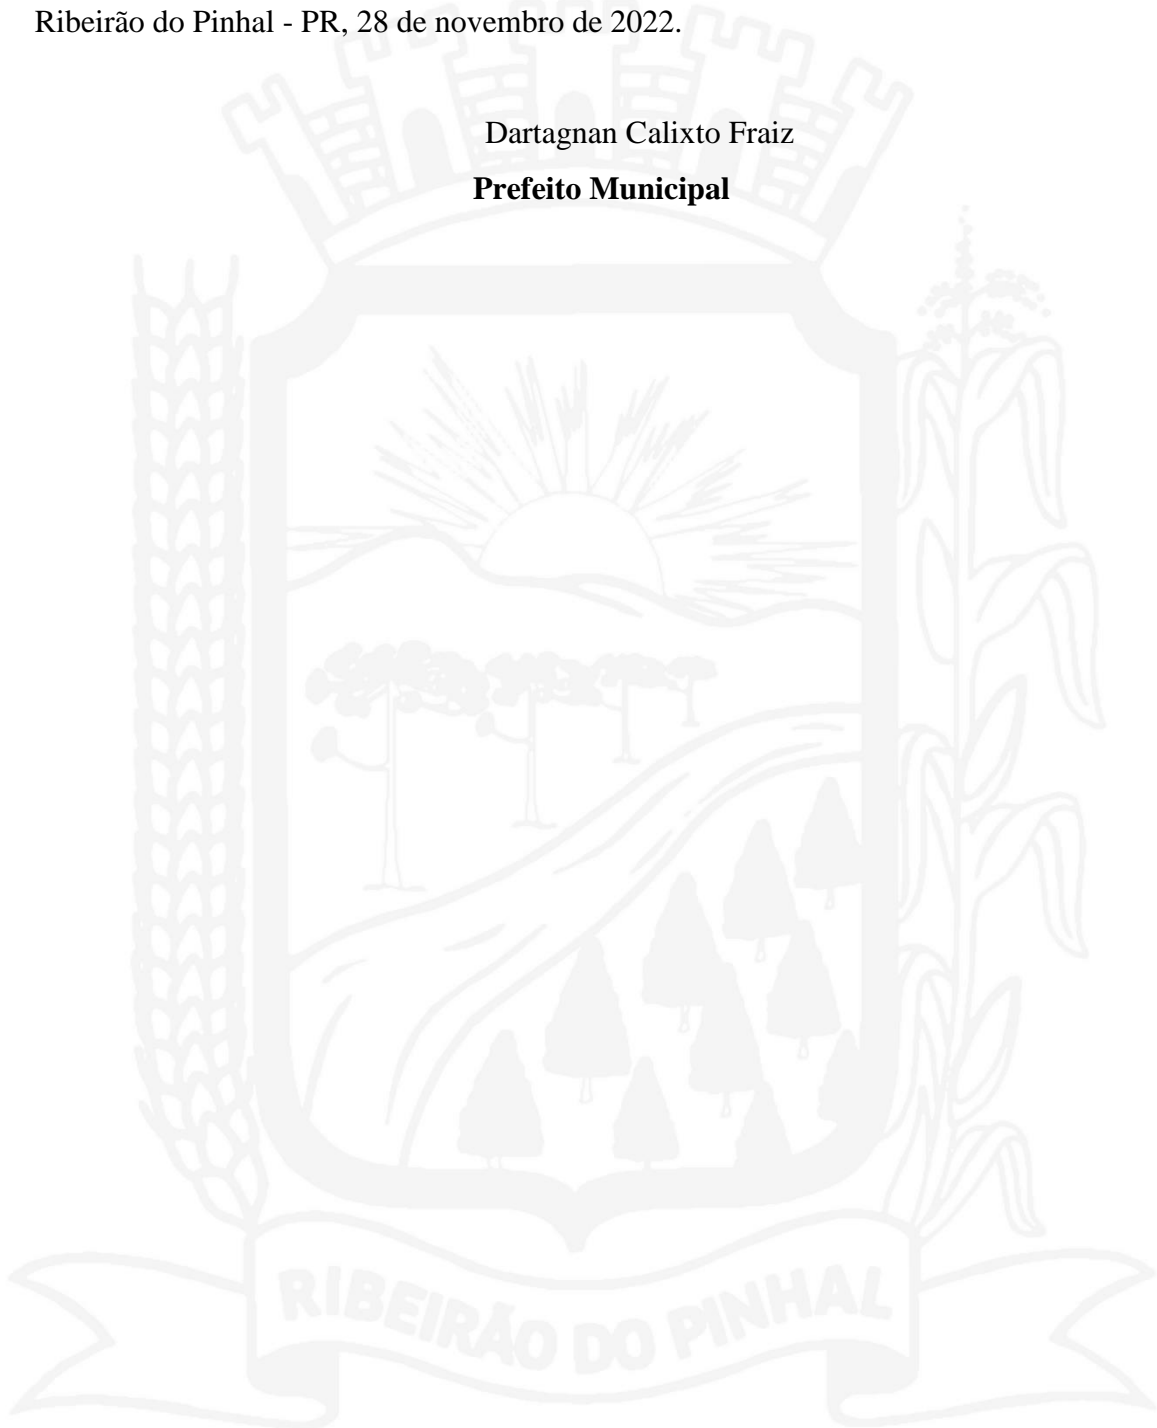 Ribeirão do Pinhal - PR, 28 de novembro de 2022.
Dartagnan Calixto Fraiz
Prefeito Municipal
RIBEIRÃO DO PINHAL